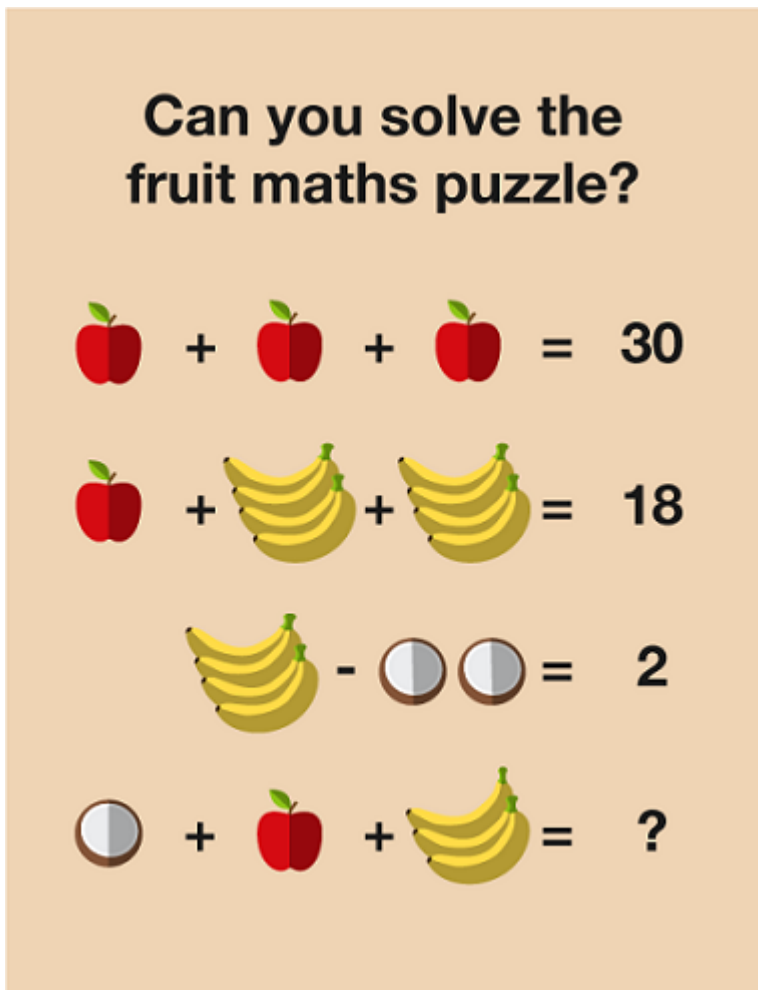 Can you solve the
fruit maths puzzle?
+ + = 30
+ + = 18
- = 2
+ + = ?